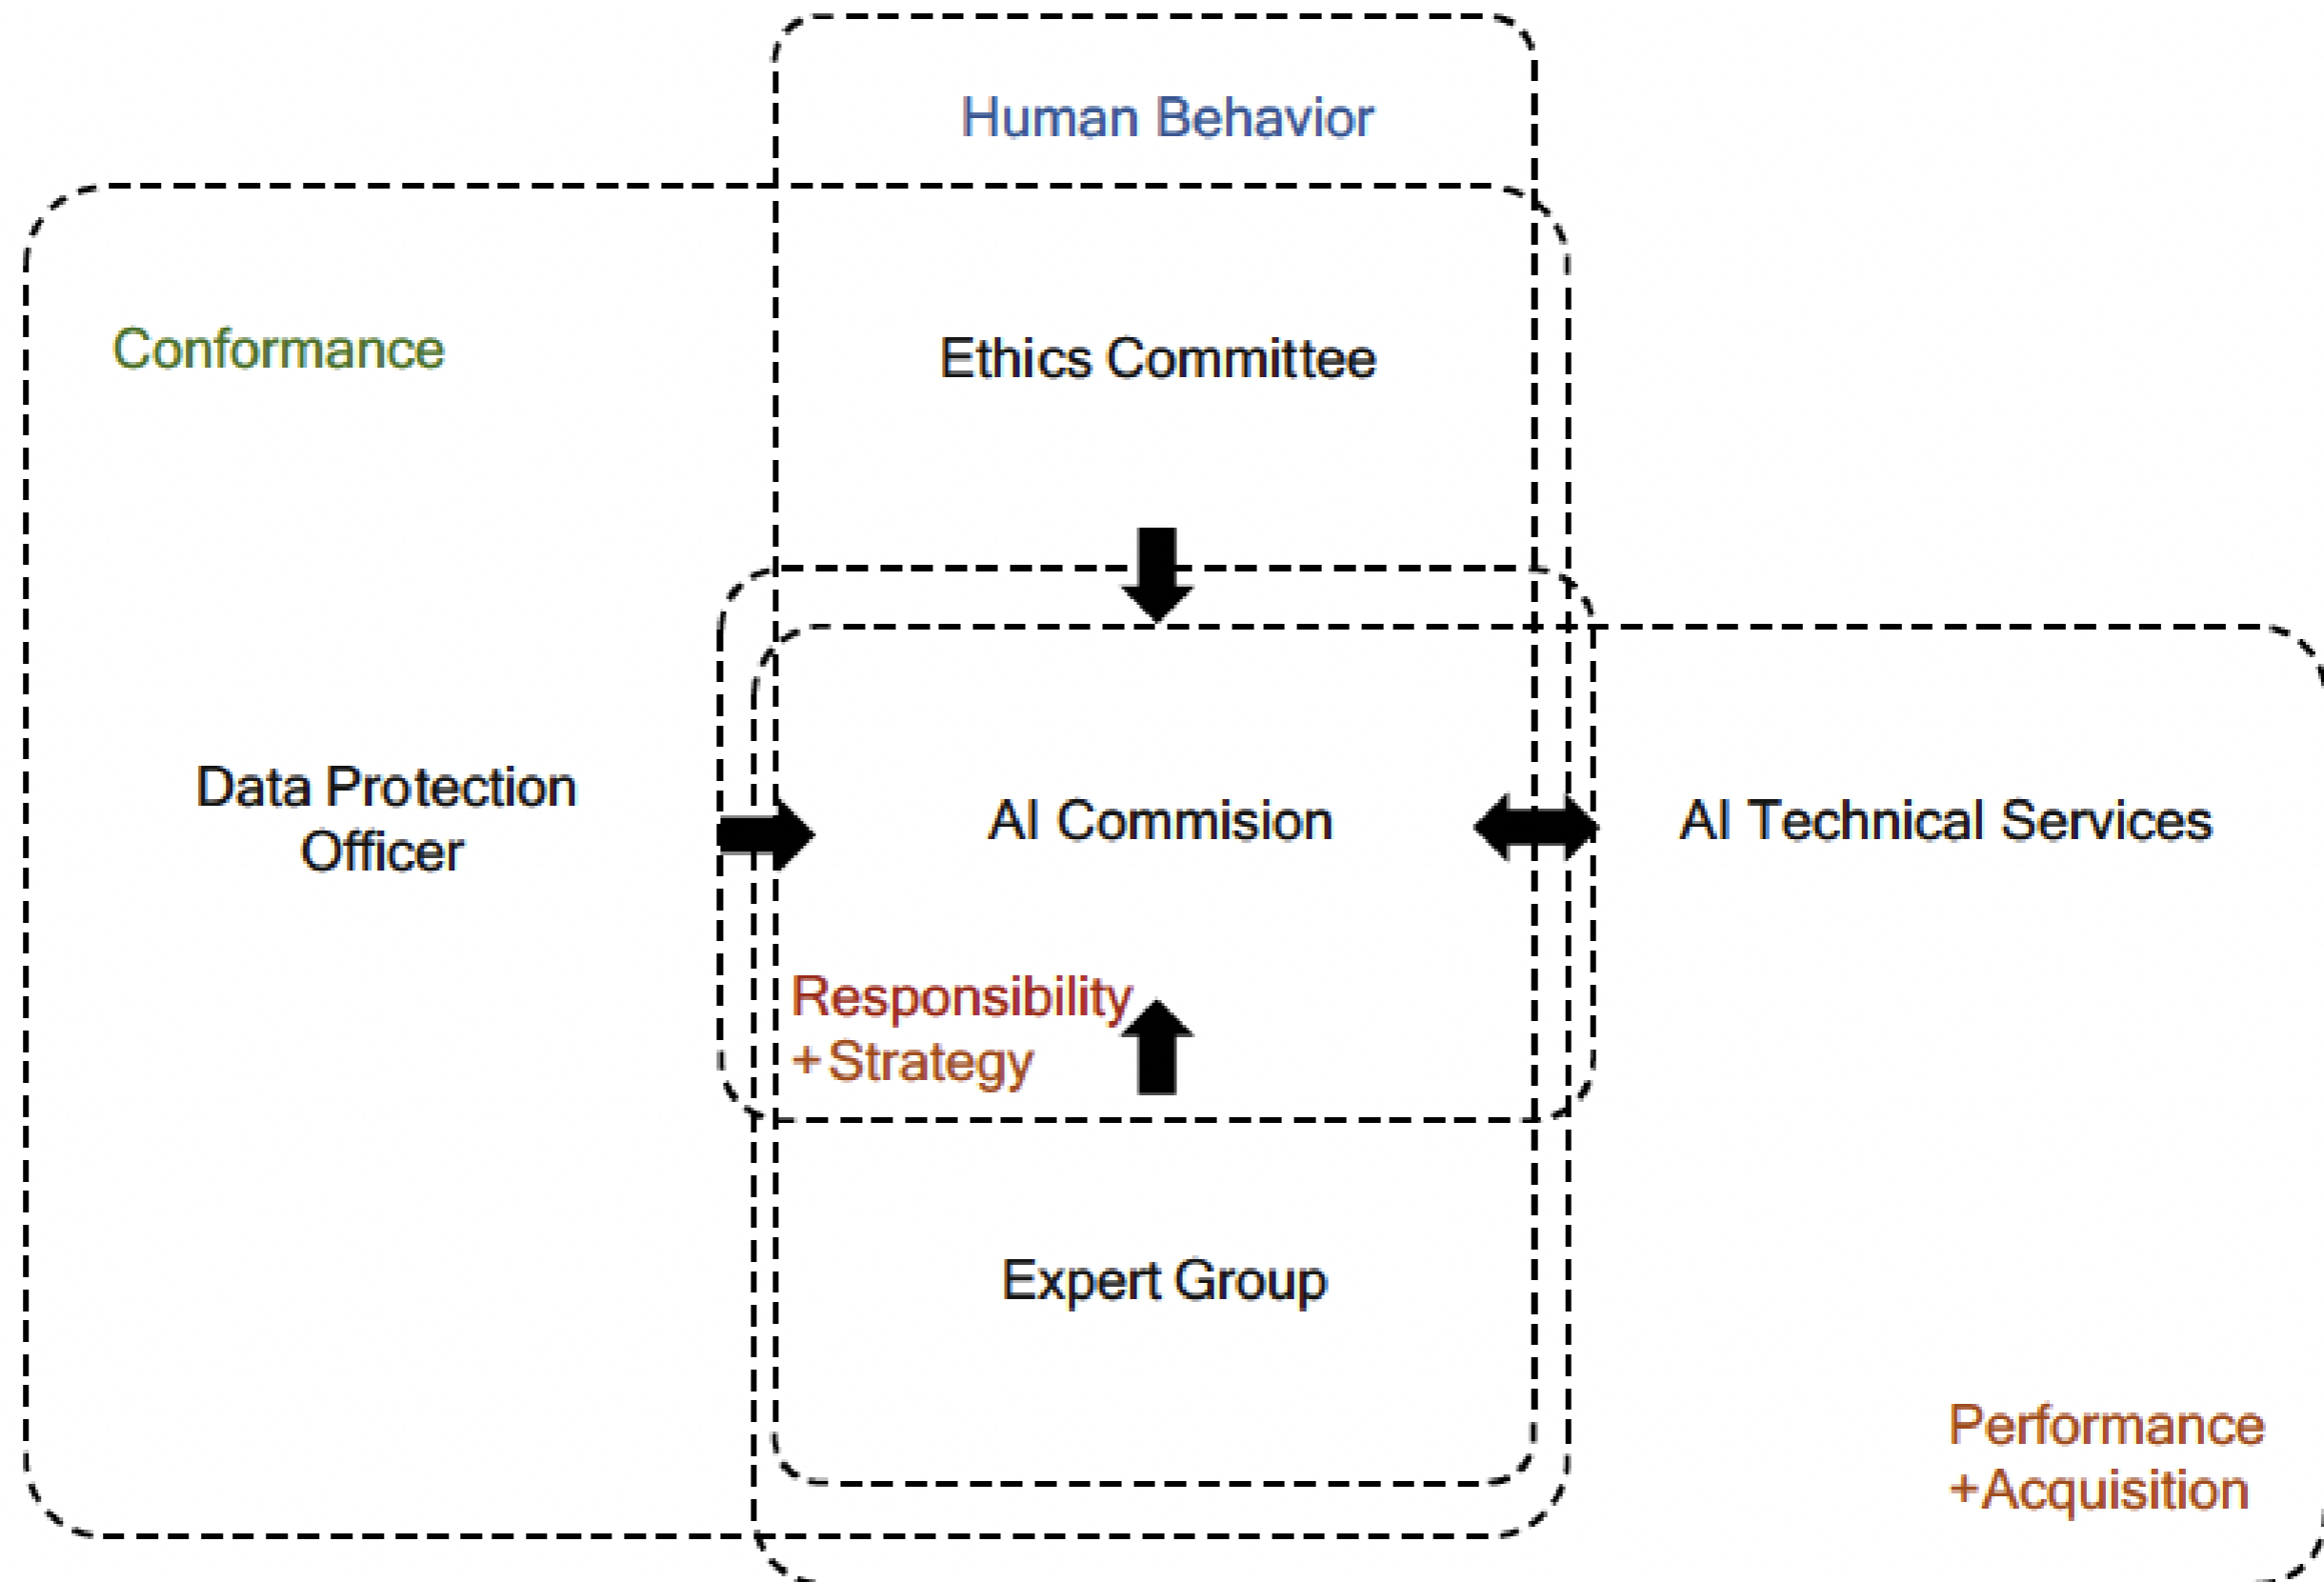 Human Behavior
Conformance
Ethics Committee
Data Protection
Officer
AI Commision
AI Technical Services
Responsibility
+Strategy
Expert Group
Performance
+Acquisition